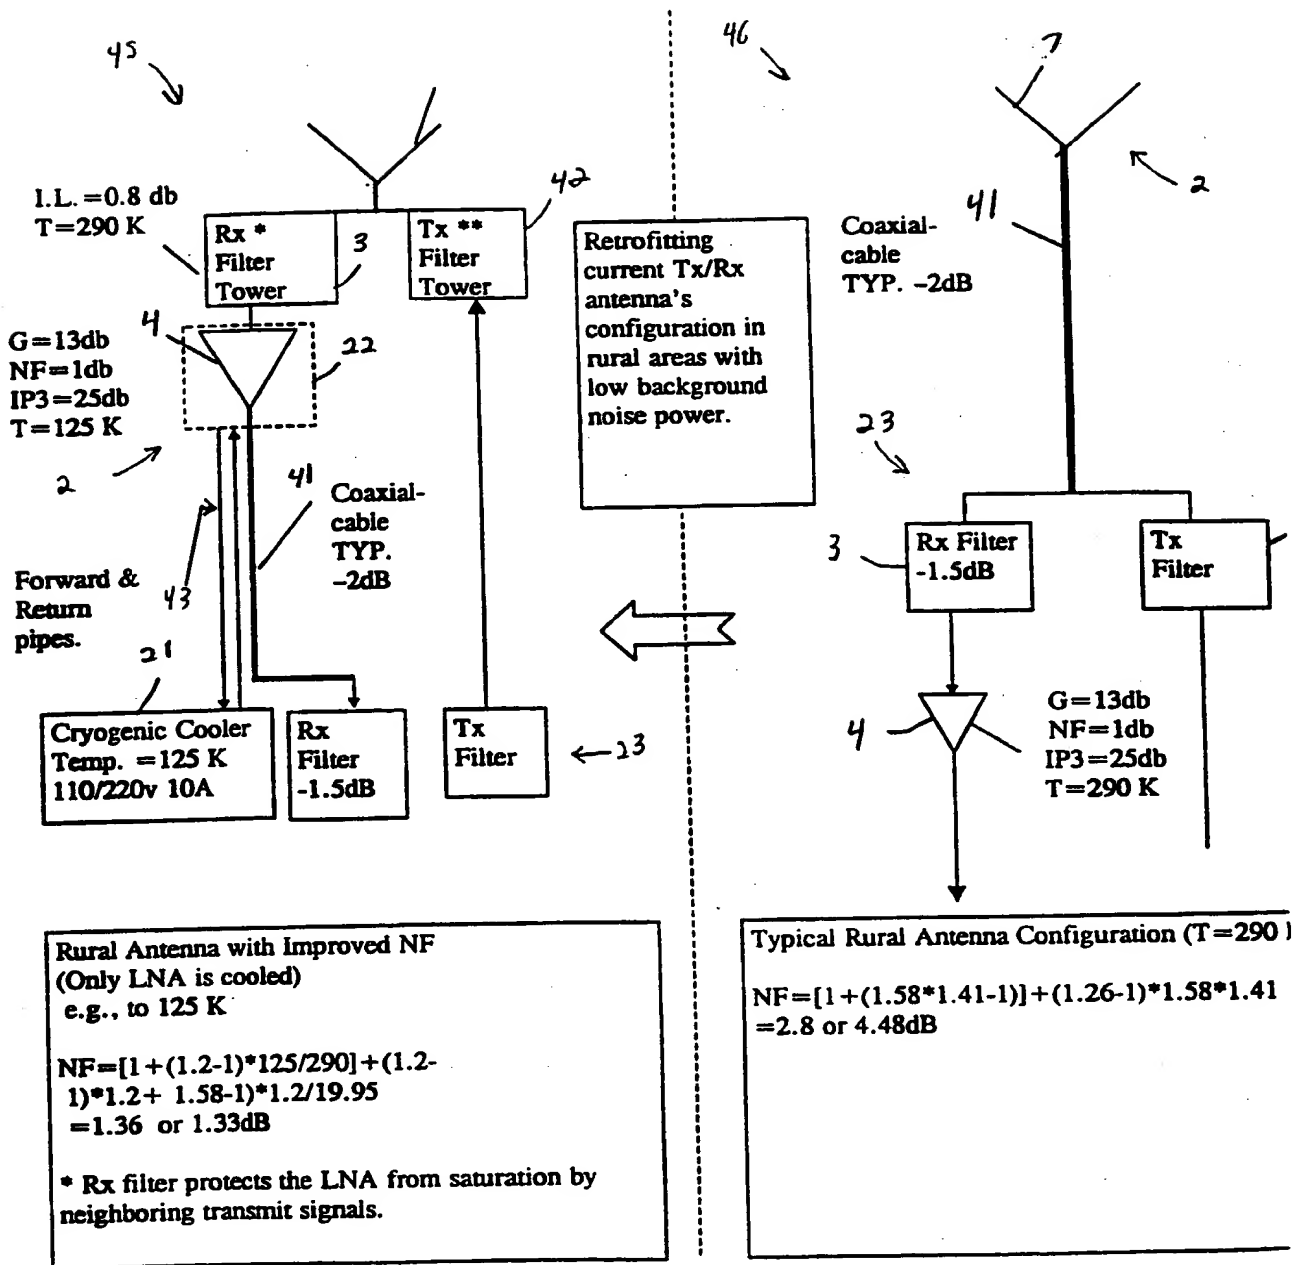 45
I.L. =0.8 db
T=290 K
Rx *
Filter
Tower
3
Tx **
Filter
Tower
42
G=13db
NF=1db
IP3=25db
T=125 K
4
22
2
41
Coaxial-
cable
TYP.
-2dB
Forward &
Return
pipes.
43
21
Cryogenic Cooler
Temp. =125 K
110/220v 10A
Rx
Filter
-1.5dB
Tx
Filter
23
Retrofitting
current Tx/Rx
antenna's
configuration in
rural areas with
low background
noise power.
46
7
2
41
Coaxial-
cable
TYP. -2dB
23
3
Rx Filter
-1.5dB
Tx
Filter
4
G=13db
NF=1db
IP3=25db
T=290 K
Rural Antenna with Improved NF
(Only LNA is cooled)
e.g., to 125 K
NF=[1+(1.2-1)*125/290]+(1.2-
1)*1.2+ 1.58-1)*1.2/19.95
=1.36 or 1.33dB
* Rx filter protects the LNA from saturation by
neighboring transmit signals.
Typical Rural Antenna Configuration (T=290
NF=[1+(1.58*1.41-1)]+(1.26-1)*1.58*1.41
=2.8 or 4.48dB